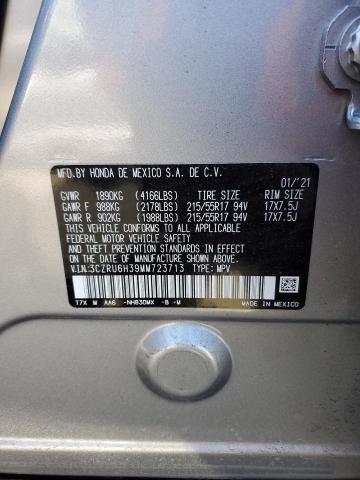 MFD.BY HONDA DE MEXICO S.A. DE C.V.
01/'21
GVWR 1890KG (4166LBS) TIRE SIZE RIM SIZE
GAWR F 988KG (2178LBS) 215/55R17 94V 17X7.5J
GAWR R 902KG (1988LBS) 215/55R17 94V 17X7.5J
THIS VEHICLE CONFORMS TO ALL APPLICABLE
FEDERAL MOTOR VEHICLE SAFETY AND
THEFT PREVENTION STANDARDS IN EFFECT
ON THE DATE OF MANUFACTURE SHOWN ABOVE.
V.I.N:3CZRU6H39MM723713 TYPE: MPV
T7X M AA6 -NH830MX -B -M MADE IN MEXICO